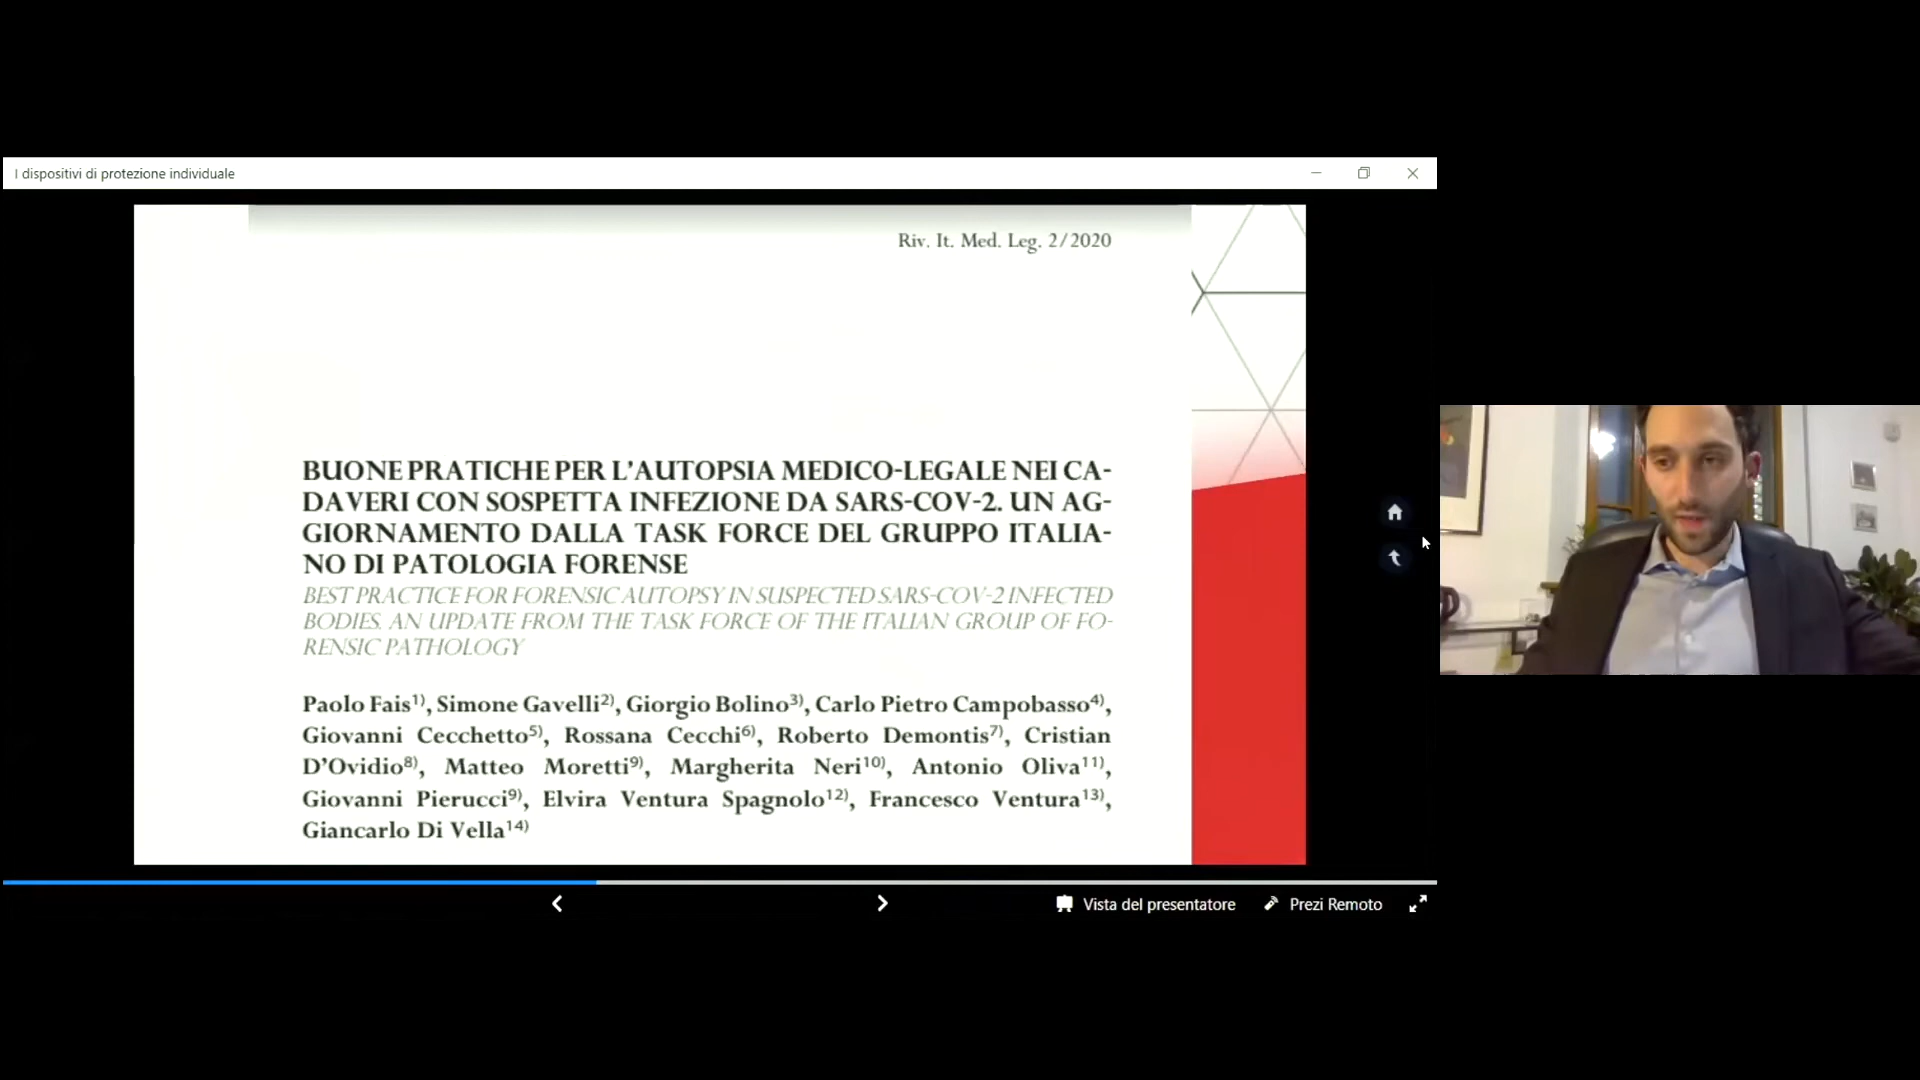 I dispositivi di protezione individuale
Riv. It. Med. Leg. 2/2020
BUONE PRATICHE PER L'AUTOPSIA MEDICO-LEGALE NEI CA-
DAVERI CON SOSPETTA INFEZIONE DA SARS-COV-2. UN AG-
GIORNAMENTO DALLA TASK FORCE DEL GRUPPO ITALIA-
NO DI PATOLOGIA FORENSE
BEST PRACTICE FOR FORENSIC AUTOPSY IN SUSPECTED SARS-COV-2 INFECTED
BODIES. AN UPDATE FROM THE TASK FORCE OF THE ITALIAN GROUP OF FO-
RENSIC PATHOLOGY
Paolo Fais1), Simone Gavelli2), Giorgio Bolino3), Carlo Pietro Campobasso4),
Giovanni Cecchetto5), Rossana Cecchi6), Roberto Demontis7), Cristian
D'Ovidio8), Matteo Moretti9), Margherita Neri10), Antonio Oliva11),
Giovanni Pierucci9), Elvira Ventura Spagnolo12), Francesco Ventura13),
Giancarlo Di Vella14)
Vista del presentatore
Prezi Remoto